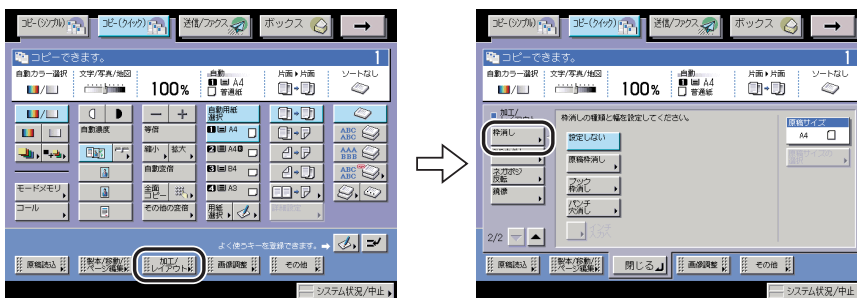 コピー(シンプル)
コピー(クイック)
送信/ファクス
ボックス
コピーできます。
1
自動カラー選択
文字/写真/地図
100%
自動
1 A4
普通紙
片面▸片面
ソートなし
自動濃度
等倍
自動用紙
選択
1 A4
縮小
拡大
2 A4
自動変倍
3 B4
モードメモリ
全面
コピー
4 A3
コール
その他の変倍
用紙
選択
ABC
ABC
AAA
BBB
ABC
ABC
よく使うキーを登録できます。
原稿読込
製本/移動/
ページ編集
加工/
レイアウト
画像調整
その他
システム状況/中止
コピー(シンプル)
コピー(クイック)
送信/ファクス
ボックス
コピーできます。
1
自動カラー選択
文字/写真/地図
100%
自動
1 A4
普通紙
片面▸片面
ソートなし
加工/
枠消し
ネガポジ
反転
鏡像
2/2
枠消しの種類と幅を設定してください。
設定しない
原稿枠消し
ブック
枠消し
パンチ
穴消し
原稿サイズ
A4
原稿読込
製本/移動/
ページ編集
閉じる
画像調整
その他
システム状況/中止